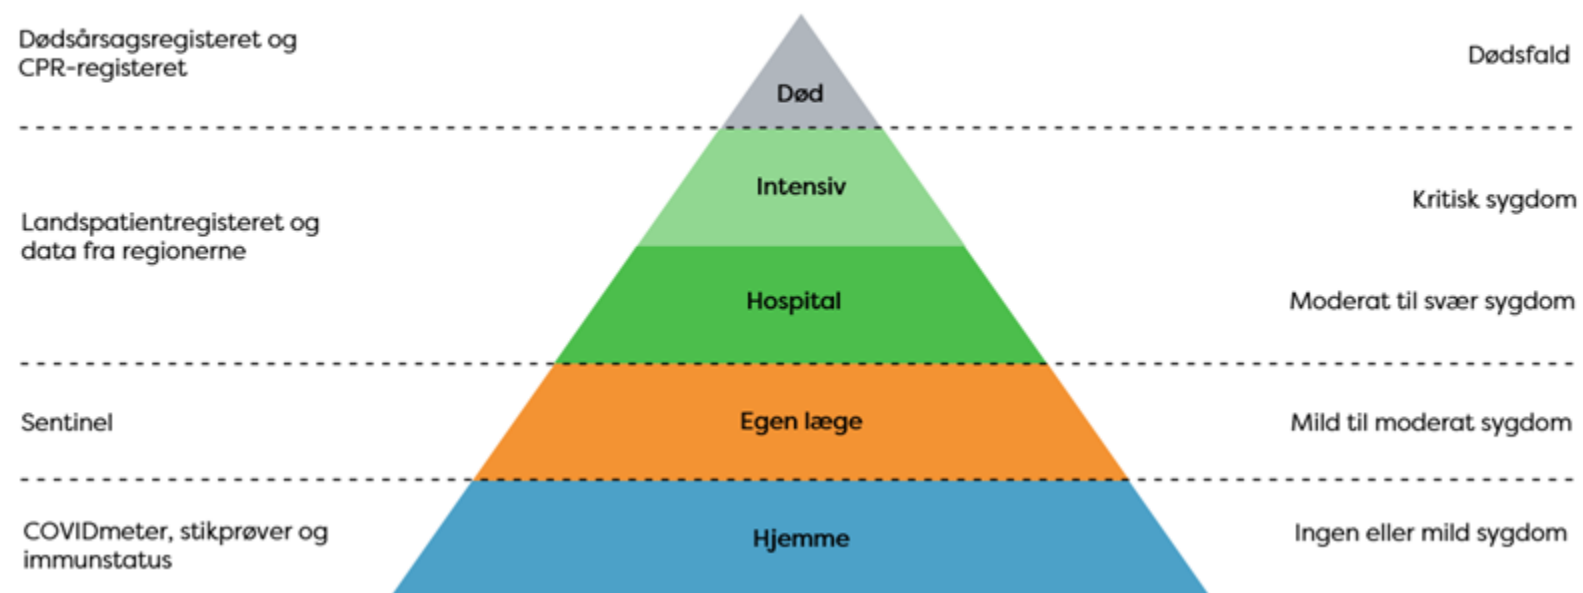 Dødsårsagsregisteret og
CPR-registeret
Død
Dødsfald
Landspatientregisteret og
data fra regionerne
Intensiv
Kritisk sygdom
Hospital
Moderat til svær sygdom
Sentinel
Egen læge
Mild til moderat sygdom
COVIDmeter, stikprøver og
immunstatus
Hjemme
Ingen eller mild sygdom